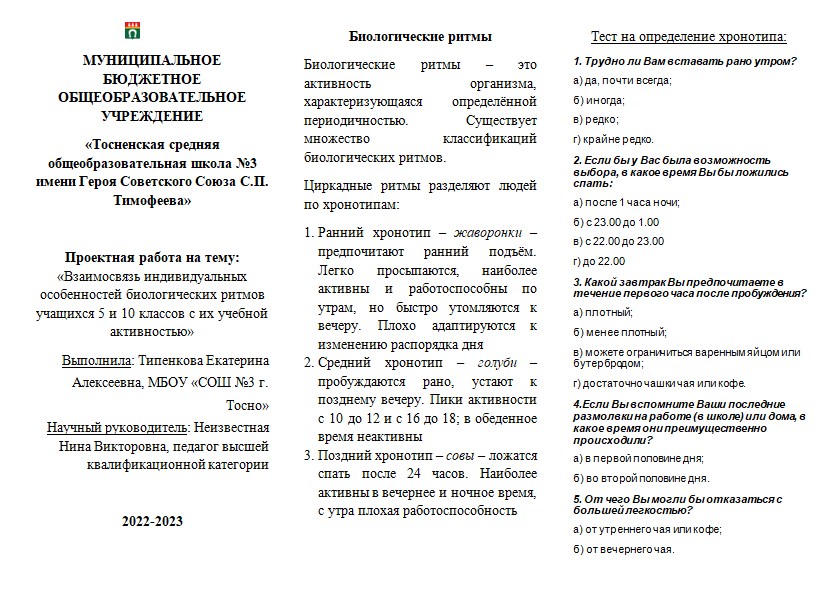 МУНИЦИПАЛЬНОЕ
БЮДЖЕТНОЕ
ОБЩЕОБРАЗОВАТЕЛЬНОЕ
УЧРЕЖДЕНИЕ
«Тосненская средняя
общеобразовательная школа №3
имени Героя Советского Союза С.П.
Тимофеева»
Проектная работа на тему:
«Взаимосвязь индивидуальных
особенностей биологических ритмов
учащихся 5 и 10 классов с их учебной
активностью»
Выполнила: Типенкова Екатерина
Алексеевна, МБОУ «СОШ №3 г.
Тосно»
Научный руководитель: Неизвестная
Нина Викторовна, педагог высшей
квалификационной категории
2022-2023
Биологические ритмы
Биологические ритмы – это
активность организма,
характеризующаяся определённой
периодичностью. Существует
множество классификаций
биологических ритмов.
Циркадные ритмы разделяют людей
по хронотипам:
1. Ранний хронотип – жаворонки –
предпочитают ранний подъём.
Легко просыпаются, наиболее
активны и работоспособны по
утрам, но быстро утомляются к
вечеру. Плохо адаптируются к
изменению распорядка дня
2. Средний хронотип – голуби –
пробуждаются рано, устают к
позднему вечеру. Пики активности
с 10 до 12 и с 16 до 18; в обеденное
время неактивны
3. Поздний хронотип – совы – ложатся
спать после 24 часов. Наиболее
активны в вечернее и ночное время,
с утра плохая работоспособность
Тест на определение хронотипа:
1. Трудно ли Вам вставать рано утром?
а) да, почти всегда;
б) иногда;
в) редко;
г) крайне редко.
2. Если бы у Вас была возможность
выбора, в какое время Вы бы ложились
спать:
а) после 1 часа ночи;
б) с 23.00 до 1.00
в) с 22.00 до 23.00
г) до 22.00
3. Какой завтрак Вы предпочитаете в
течение первого часа после пробуждения?
а) плотный;
б) менее плотный;
в) можете ограничиться варенным яйцом или
бутербродом;
г) достаточно чашки чая или кофе.
4.Если Вы вспомните Ваши последние
размолвки на работе (в школе) или дома, в
какое время они преимущественно
происходили?
а) в первой половине дня;
б) во второй половине дня.
5. От чего Вы могли бы отказаться с
большей легкостью?
а) от утреннего чая или кофе;
б) от вечернего чая.